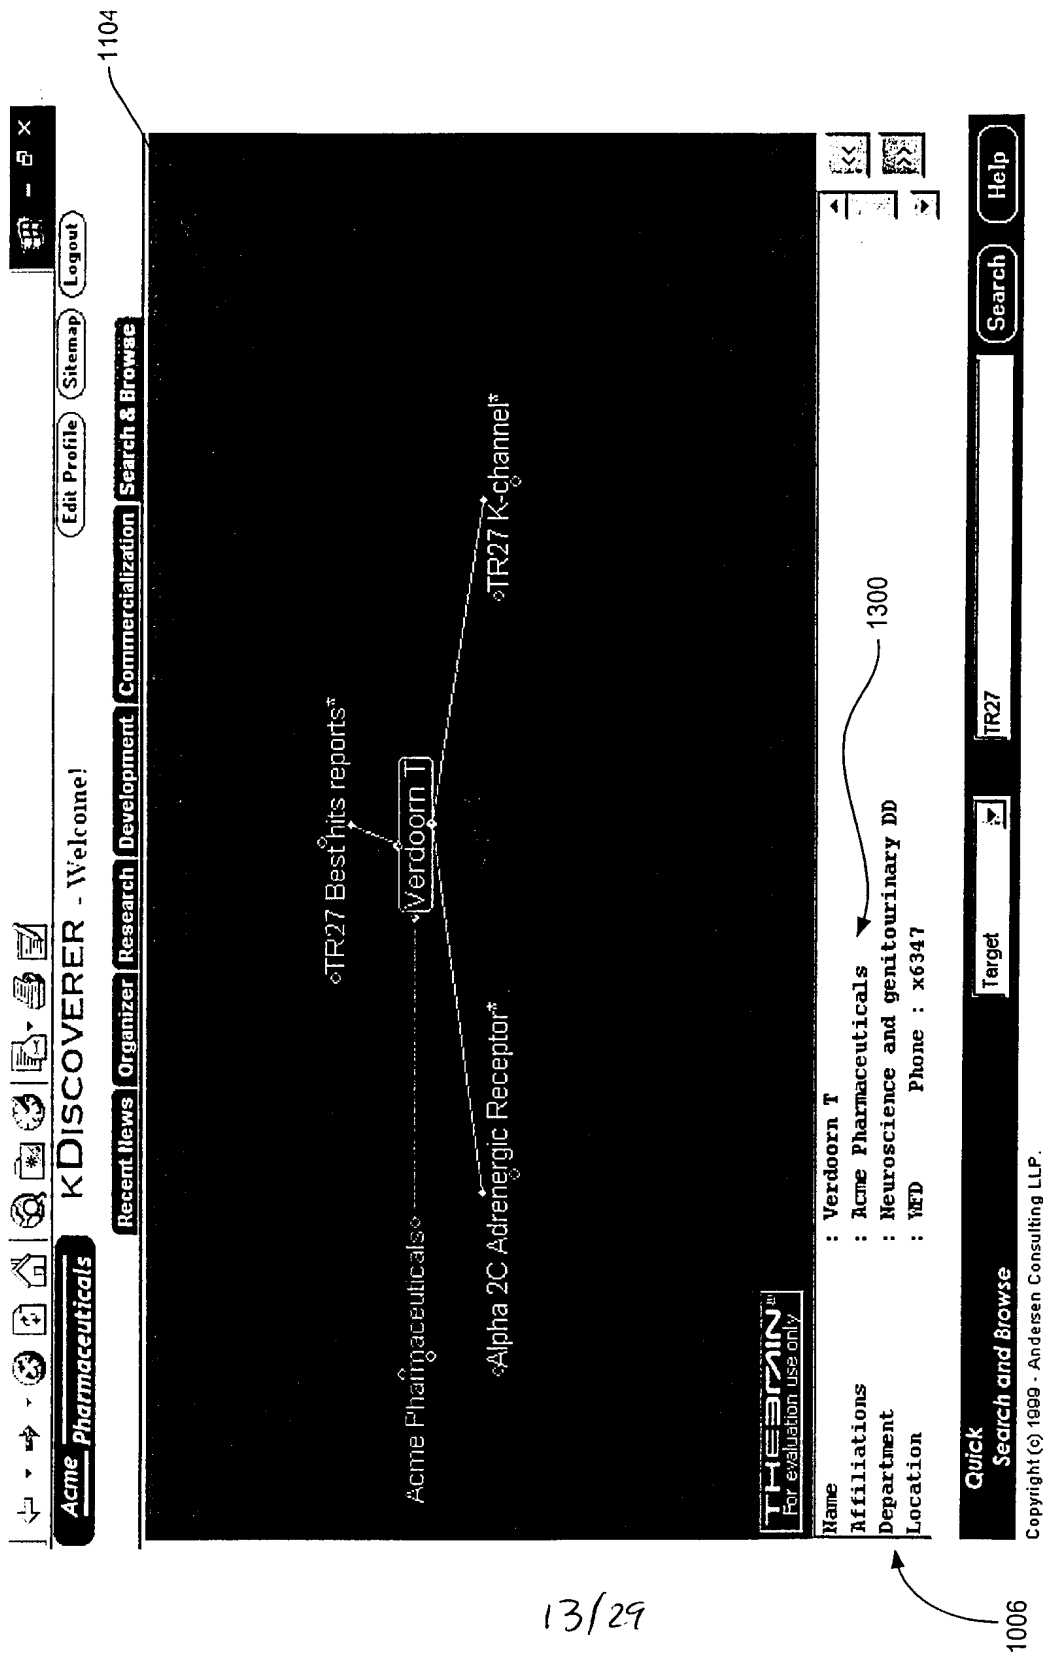 Acme Pharmaceuticals
KDISCOVERER - Welcome!
Edit Profile Sitemap Logout
Recent News Organizer Research Development Commercialization Search & Browse
1104
TR27 Best hits reports*
Acme Pharmaceuticals
Verdoorn T
Alpha 2C Adrenergic Receptor*
TR27 K-channel*
THEBRAIN
For evaluation use only
Name : Verdoorn T
Affiliations : Acme Pharmaceuticals
Department : Neuroscience and genitourinary DD
Location : WFD Phone : x6347
<<
>>
1300
1006
Quick
Search and Browse
Target
TR27
Search
Help
Copyright (c) 1999 - Andersen Consulting LLP.
13/29